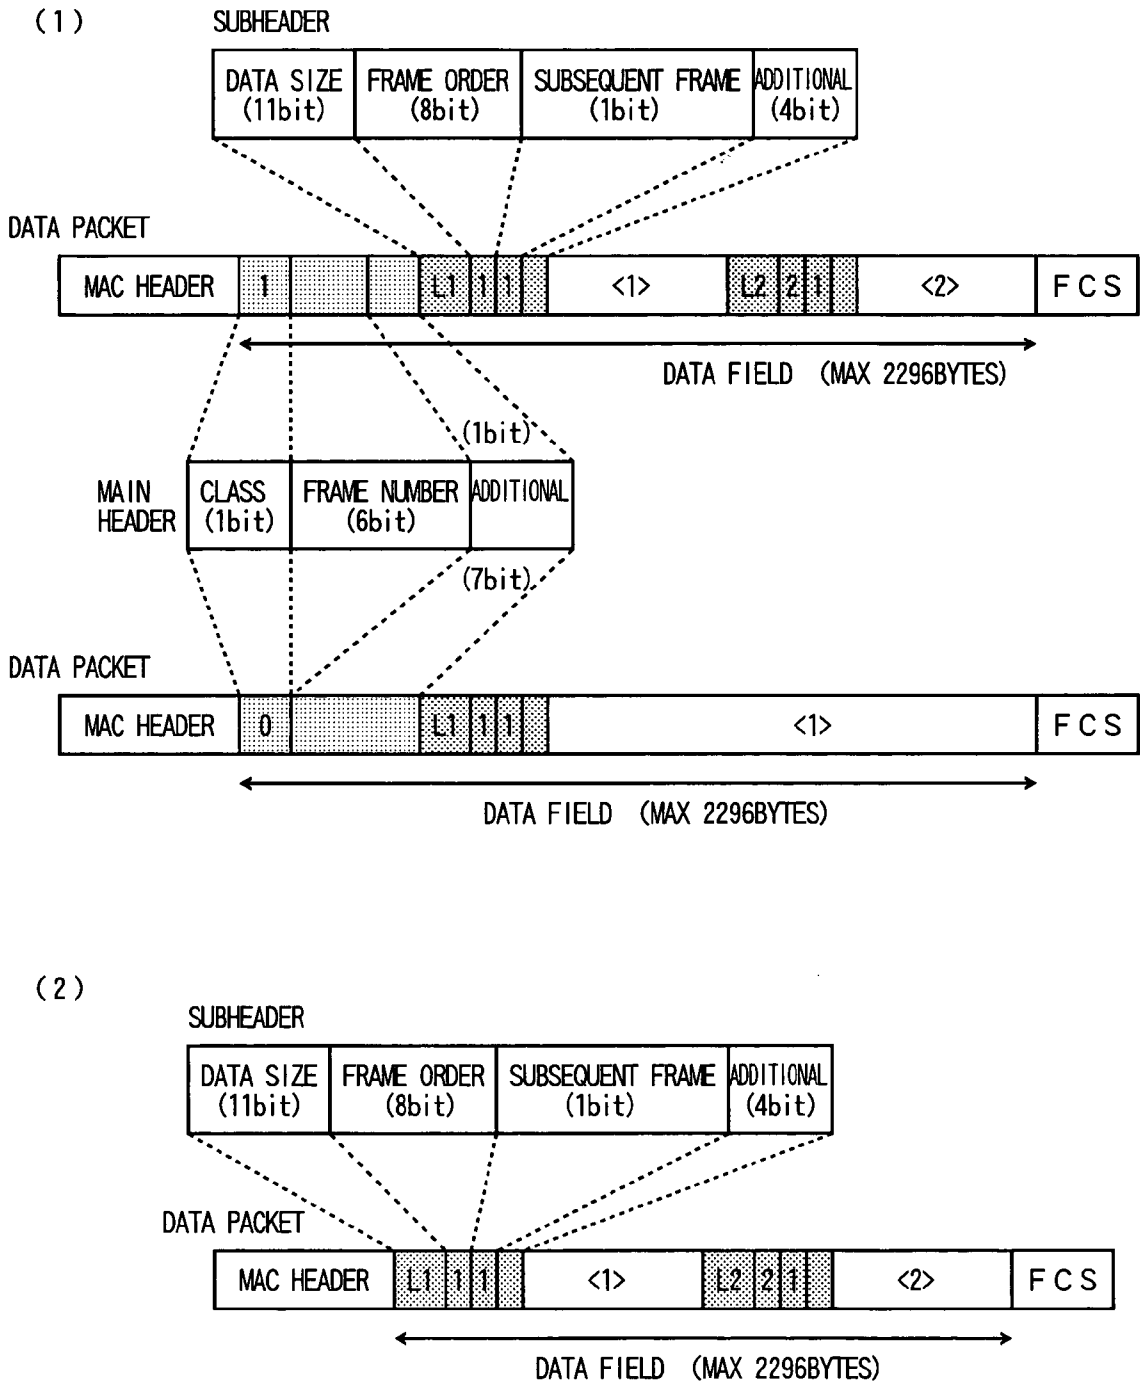 (1)
SUBHEADER
DATA SIZE FRAME ORDER SUBSEQUENT FRAME ADDITIONAL
(11bit) (8bit) (1bit) (4bit)
DATA PACKET
MAC HEADER 1 L1 1 1 <1> L2 2 1 <2> FCS
DATA FIELD (MAX 2296BYTES)
(1bit)
MAIN HEADER CLASS FRAME NUMBER ADDITIONAL
(1bit) (6bit)
(7bit)
DATA PACKET
MAC HEADER 0 L1 1 1 <1> FCS
DATA FIELD (MAX 2296BYTES)
(2)
SUBHEADER
DATA SIZE FRAME ORDER SUBSEQUENT FRAME ADDITIONAL
(11bit) (8bit) (1bit) (4bit)
DATA PACKET
MAC HEADER L1 1 1 <1> L2 2 1 <2> FCS
DATA FIELD (MAX 2296BYTES)